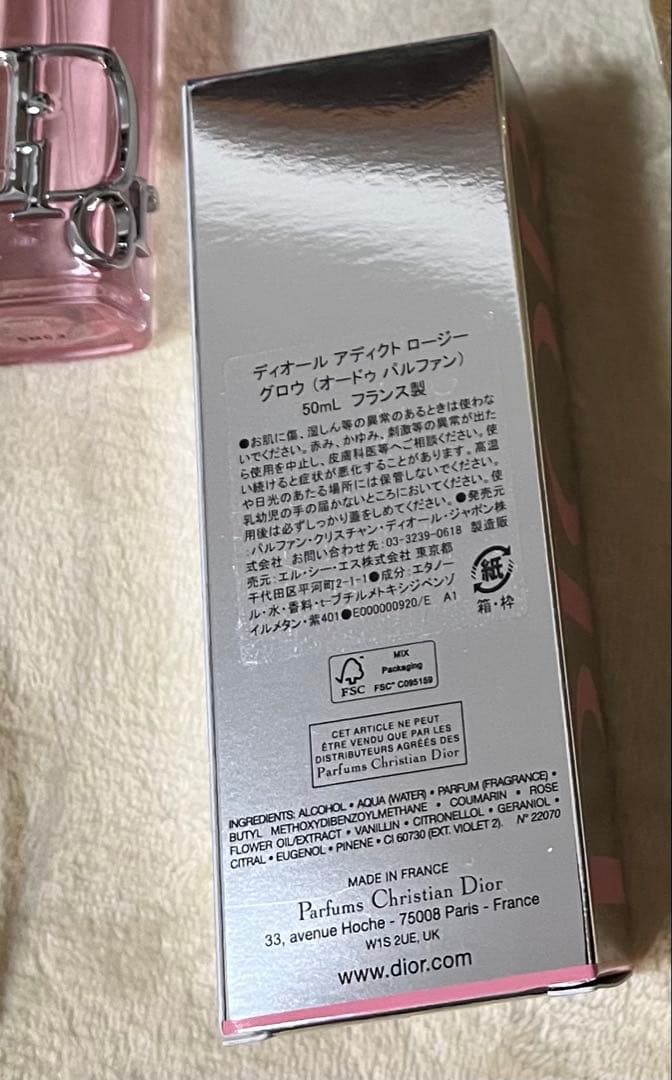 Dior
ディオール アディクト ロージー
グロウ (オードゥ パルファン)
50mL フランス製
●お肌に傷、湿しん等の異常のあるときは使わな
いでください。赤み、かゆみ、刺激等の異常が出た
ら使用を中止し、皮膚科医等へご相談ください。使
い続けると症状が悪化することがあります。高温
や日光のあたる場所には保管しないでください。
乳幼児の手の届かないところにおいてください。使
用後は必ずしっかり蓋をしめてください。●発売元
:パルファン・クリスチャン・ディオール・ジャポン株
式会社 お問い合わせ先:03-3239-0618 製造販
売元:エル・シー・エス株式会社 東京都
千代田区平河町2-1-1●成分:エタノー
ル・水・香料・t-ブチルメトキシジベンゾ
イルメタン・紫401●E000000920/E A1
紙
箱・枠
MIX
Packaging
FSC
FSC® C095159
CET ARTICLE NE PEUT
ÊTRE VENDU QUE PAR LES
DISTRIBUTEURS AGRÉÉS DES
Parfums Christian Dior
INGREDIENTS: ALCOHOL • AQUA (WATER) • PARFUM (FRAGRANCE) •
BUTYL METHOXYDIBENZOYLMETHANE • COUMARIN • ROSE
FLOWER OIL/EXTRACT • VANILLIN • CITRONELLOL • GERANIOL •
CITRAL • EUGENOL • PINENE • CI 60730 (EXT. VIOLET 2). N° 22070
MADE IN FRANCE
Parfums Christian Dior
33, avenue Hoche - 75008 Paris - France
W1S 2UE, UK
www.dior.com